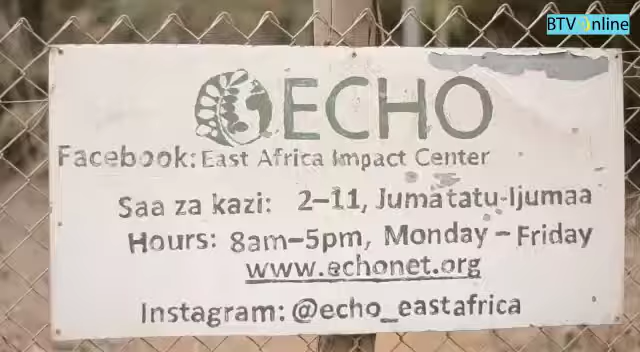 BTV Online
ECHO
Facebook: East Africa Impact Center
Saa za kazi: 2-11, Jumatatu-Ijumaa
Hours: 8am-5pm, Monday - Friday
www.echonet.org
Instagram: @echo_eastafrica